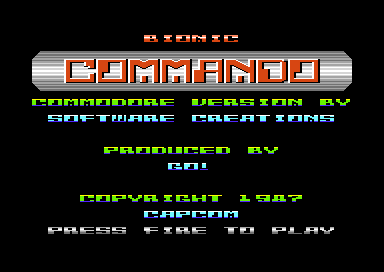 BIONIC
COMMANDO
COMMODORE VERSION BY
SOFTWARE CREATIONS
PRODUCED BY
GO!
COPYRIGHT 1987
CAPCOM
PRESS FIRE TO PLAY